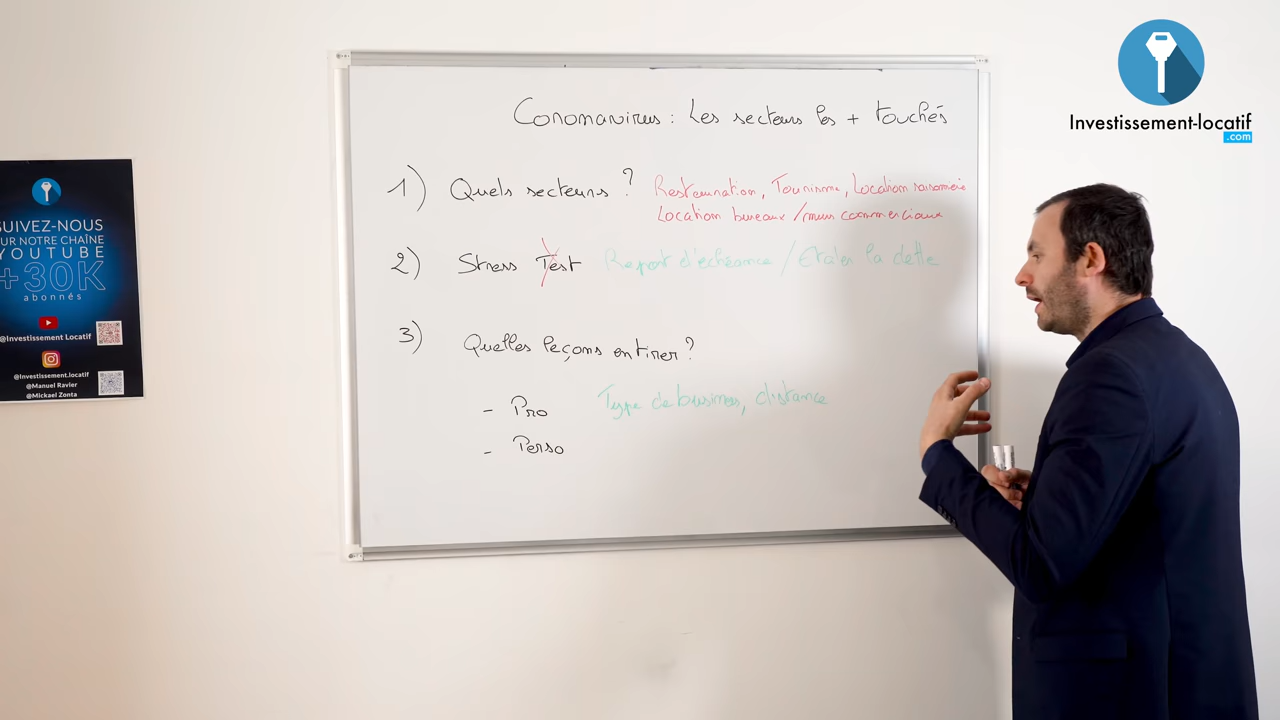 Investissement-locatif
.com
Coronavirus : Les secteurs les + touchés
1) Quels secteurs ? Restauration, Tourisme, Location saisonnière
Location bureaux / murs commerciaux
2) Stress Test Report d'échéance / Etaler la dette
3) Quelles leçons en tirer ?
- Pro Type de business, distance
- Perso
SUIVEZ-NOUS
SUR NOTRE CHAÎNE
YOUTUBE
+30K
abonnés
@Investissement Locatif
@Investissement.locatif
@Manuel Ravier
@Mickael Zonta